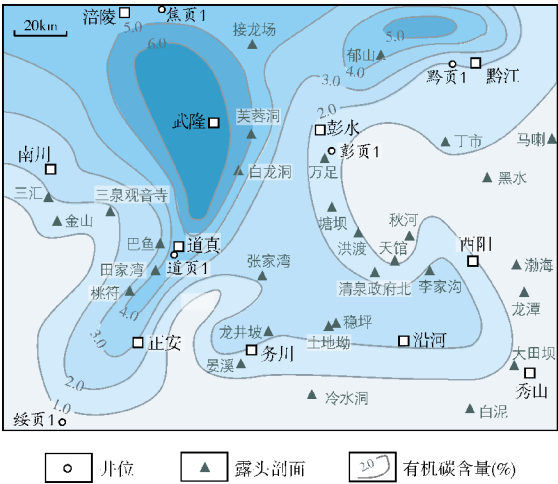 涪陵
焦页1
20km
5.0
6.0
接龙场
5.0
郁山
4.0
3.0
黔页1
黔江
2.0
武隆
芙蓉洞
彭水
彭页1
丁市
马喇
南川
白龙洞
万足
黑水
三汇
三泉观音寺
金山
塘坝
秋河
巴鱼
道真
洪渡
天馆
酉阳
道页1
田家湾
张家湾
渤海
清泉政府北
李家沟
桃符
龙潭
4.0
3.0
正安
龙井坡
稳坪
土地坳
务川
沿河
晏溪
大田坝
秀山
2.0
1.0
冷水洞
白泥
绥页1
井位
露头剖面
2.0
有机碳含量(%)